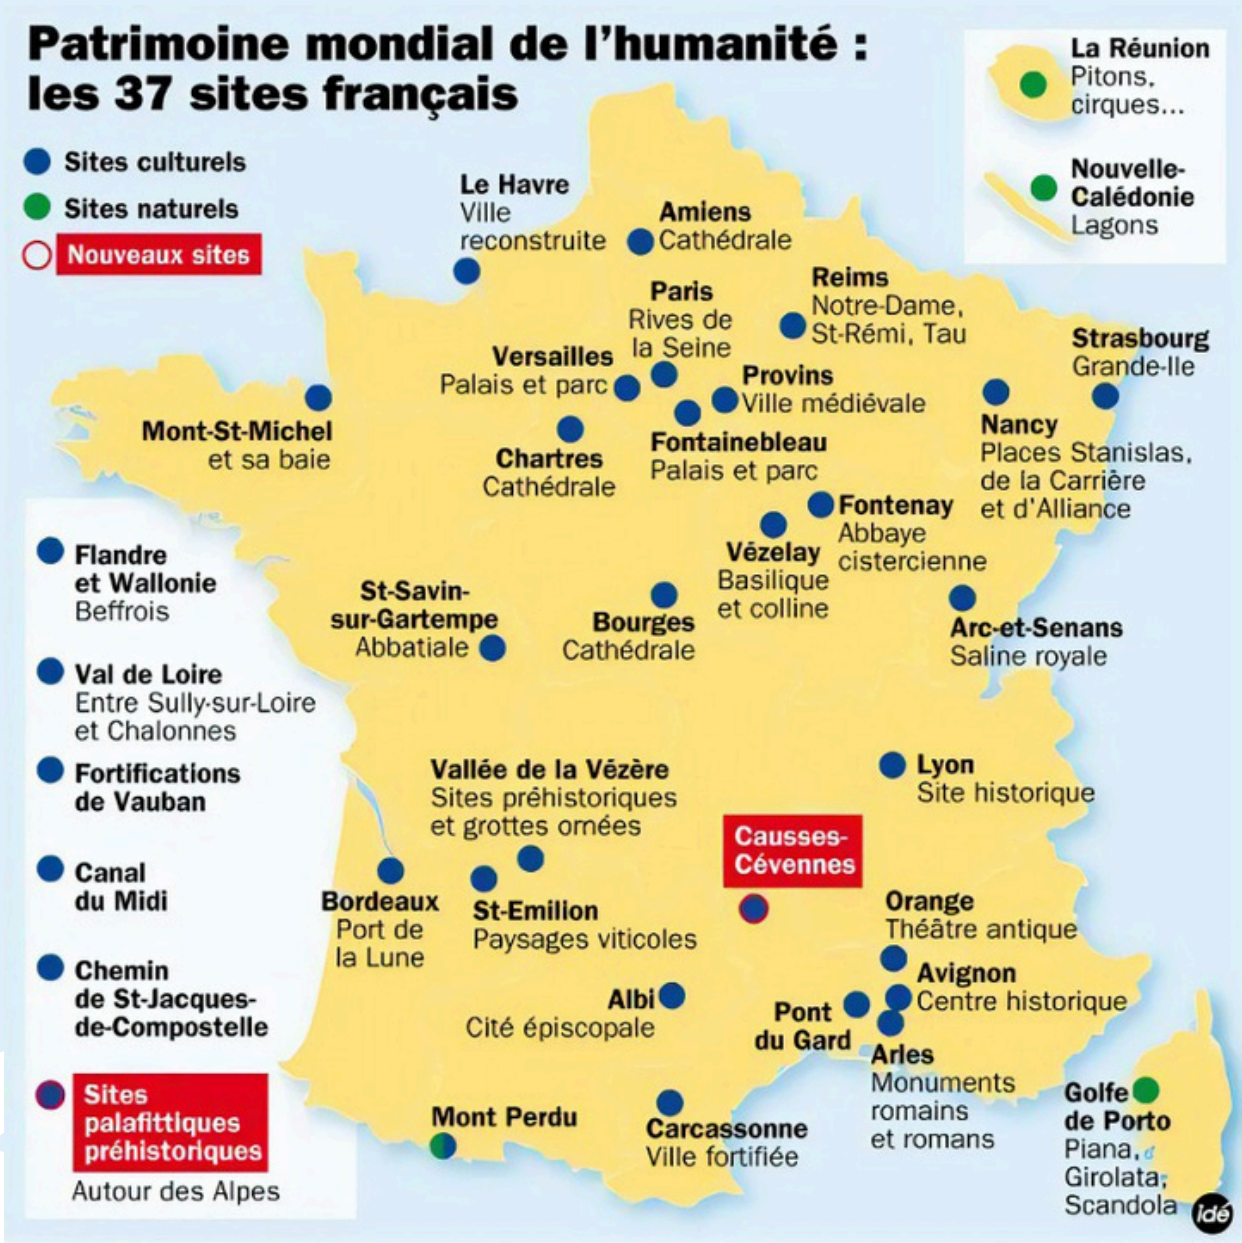 Patrimoine mondial de l'humanité :
les 37 sites français
Sites culturels
Sites naturels
Nouveaux sites
La Réunion
Pitons,
cirques...
Nouvelle-
Calédonie
Lagons
Le Havre
Ville
reconstruite
Amiens
Cathédrale
Paris
Rives de
la Seine
Reims
Notre-Dame,
St-Rémi, Tau
Strasbourg
Grande-Ile
Versailles
Palais et parc
Provins
Ville médiévale
Mont-St-Michel
et sa baie
Chartres
Cathédrale
Fontainebleau
Palais et parc
Nancy
Places Stanislas,
de la Carrière
et d'Alliance
Fontenay
Abbaye
cistercienne
Vézelay
Basilique
et colline
St-Savin-
sur-Gartempe
Abbatiale
Bourges
Cathédrale
Arc-et-Senans
Saline royale
Flandre
et Wallonie
Beffrois
Val de Loire
Entre Sully-sur-Loire
et Chalonnes
Fortifications
de Vauban
Canal
du Midi
Chemin
de St-Jacques-
de-Compostelle
Sites
palafittiques
préhistoriques
Autour des Alpes
Vallée de la Vézère
Sites préhistoriques
et grottes ornées
Lyon
Site historique
Causses-
Cévennes
Bordeaux
Port de
la Lune
St-Emilion
Paysages viticoles
Orange
Théâtre antique
Avignon
Centre historique
Albi
Cité épiscopale
Pont
du Gard
Arles
Monuments
romains
et romans
Mont Perdu
Carcassonne
Ville fortifiée
Golfe
de Porto
Piana,
Girolata,
Scandola
idé